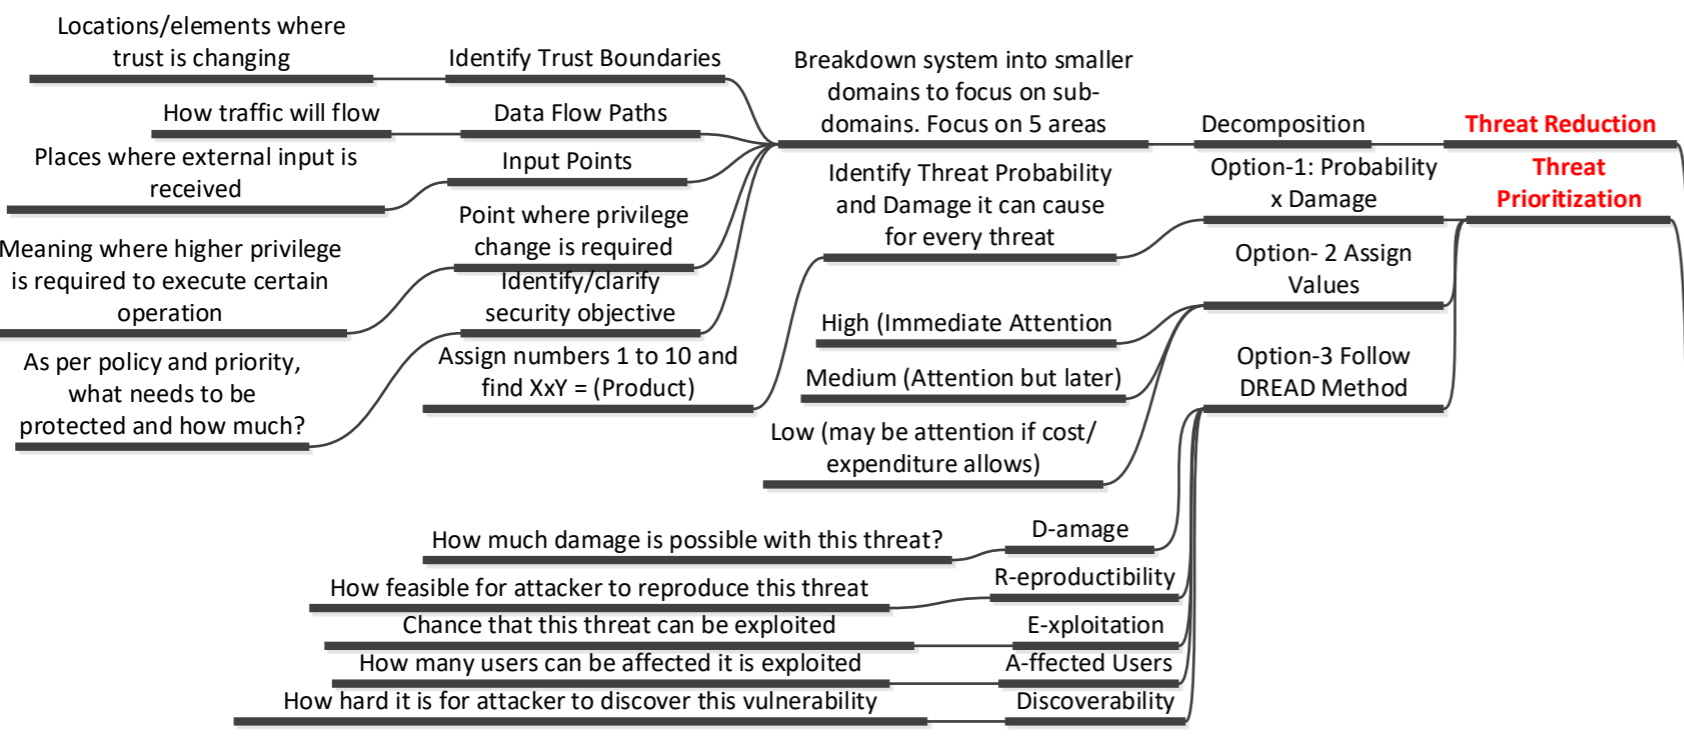 Threat Reduction
Decomposition
Breakdown system into smaller
domains to focus on sub-
domains. Focus on 5 areas
Identify Trust Boundaries
Locations/elements where
trust is changing
Data Flow Paths
How traffic will flow
Input Points
Places where external input is
received
Point where privilege
change is required
Meaning where higher privilege
is required to execute certain
operation
Identify/clarify
security objective
As per policy and priority,
what needs to be
protected and how much?
Threat
Prioritization
Option-1: Probability
x Damage
Identify Threat Probability
and Damage it can cause
for every threat
Assign numbers 1 to 10 and
find XxY = (Product)
Option- 2 Assign
Values
High (Immediate Attention
Medium (Attention but later)
Low (may be attention if cost/
expenditure allows)
Option-3 Follow
DREAD Method
D-amage
How much damage is possible with this threat?
R-eproductibility
How feasible for attacker to reproduce this threat
E-xploitation
Chance that this threat can be exploited
A-ffected Users
How many users can be affected it is exploited
Discoverability
How hard it is for attacker to discover this vulnerability